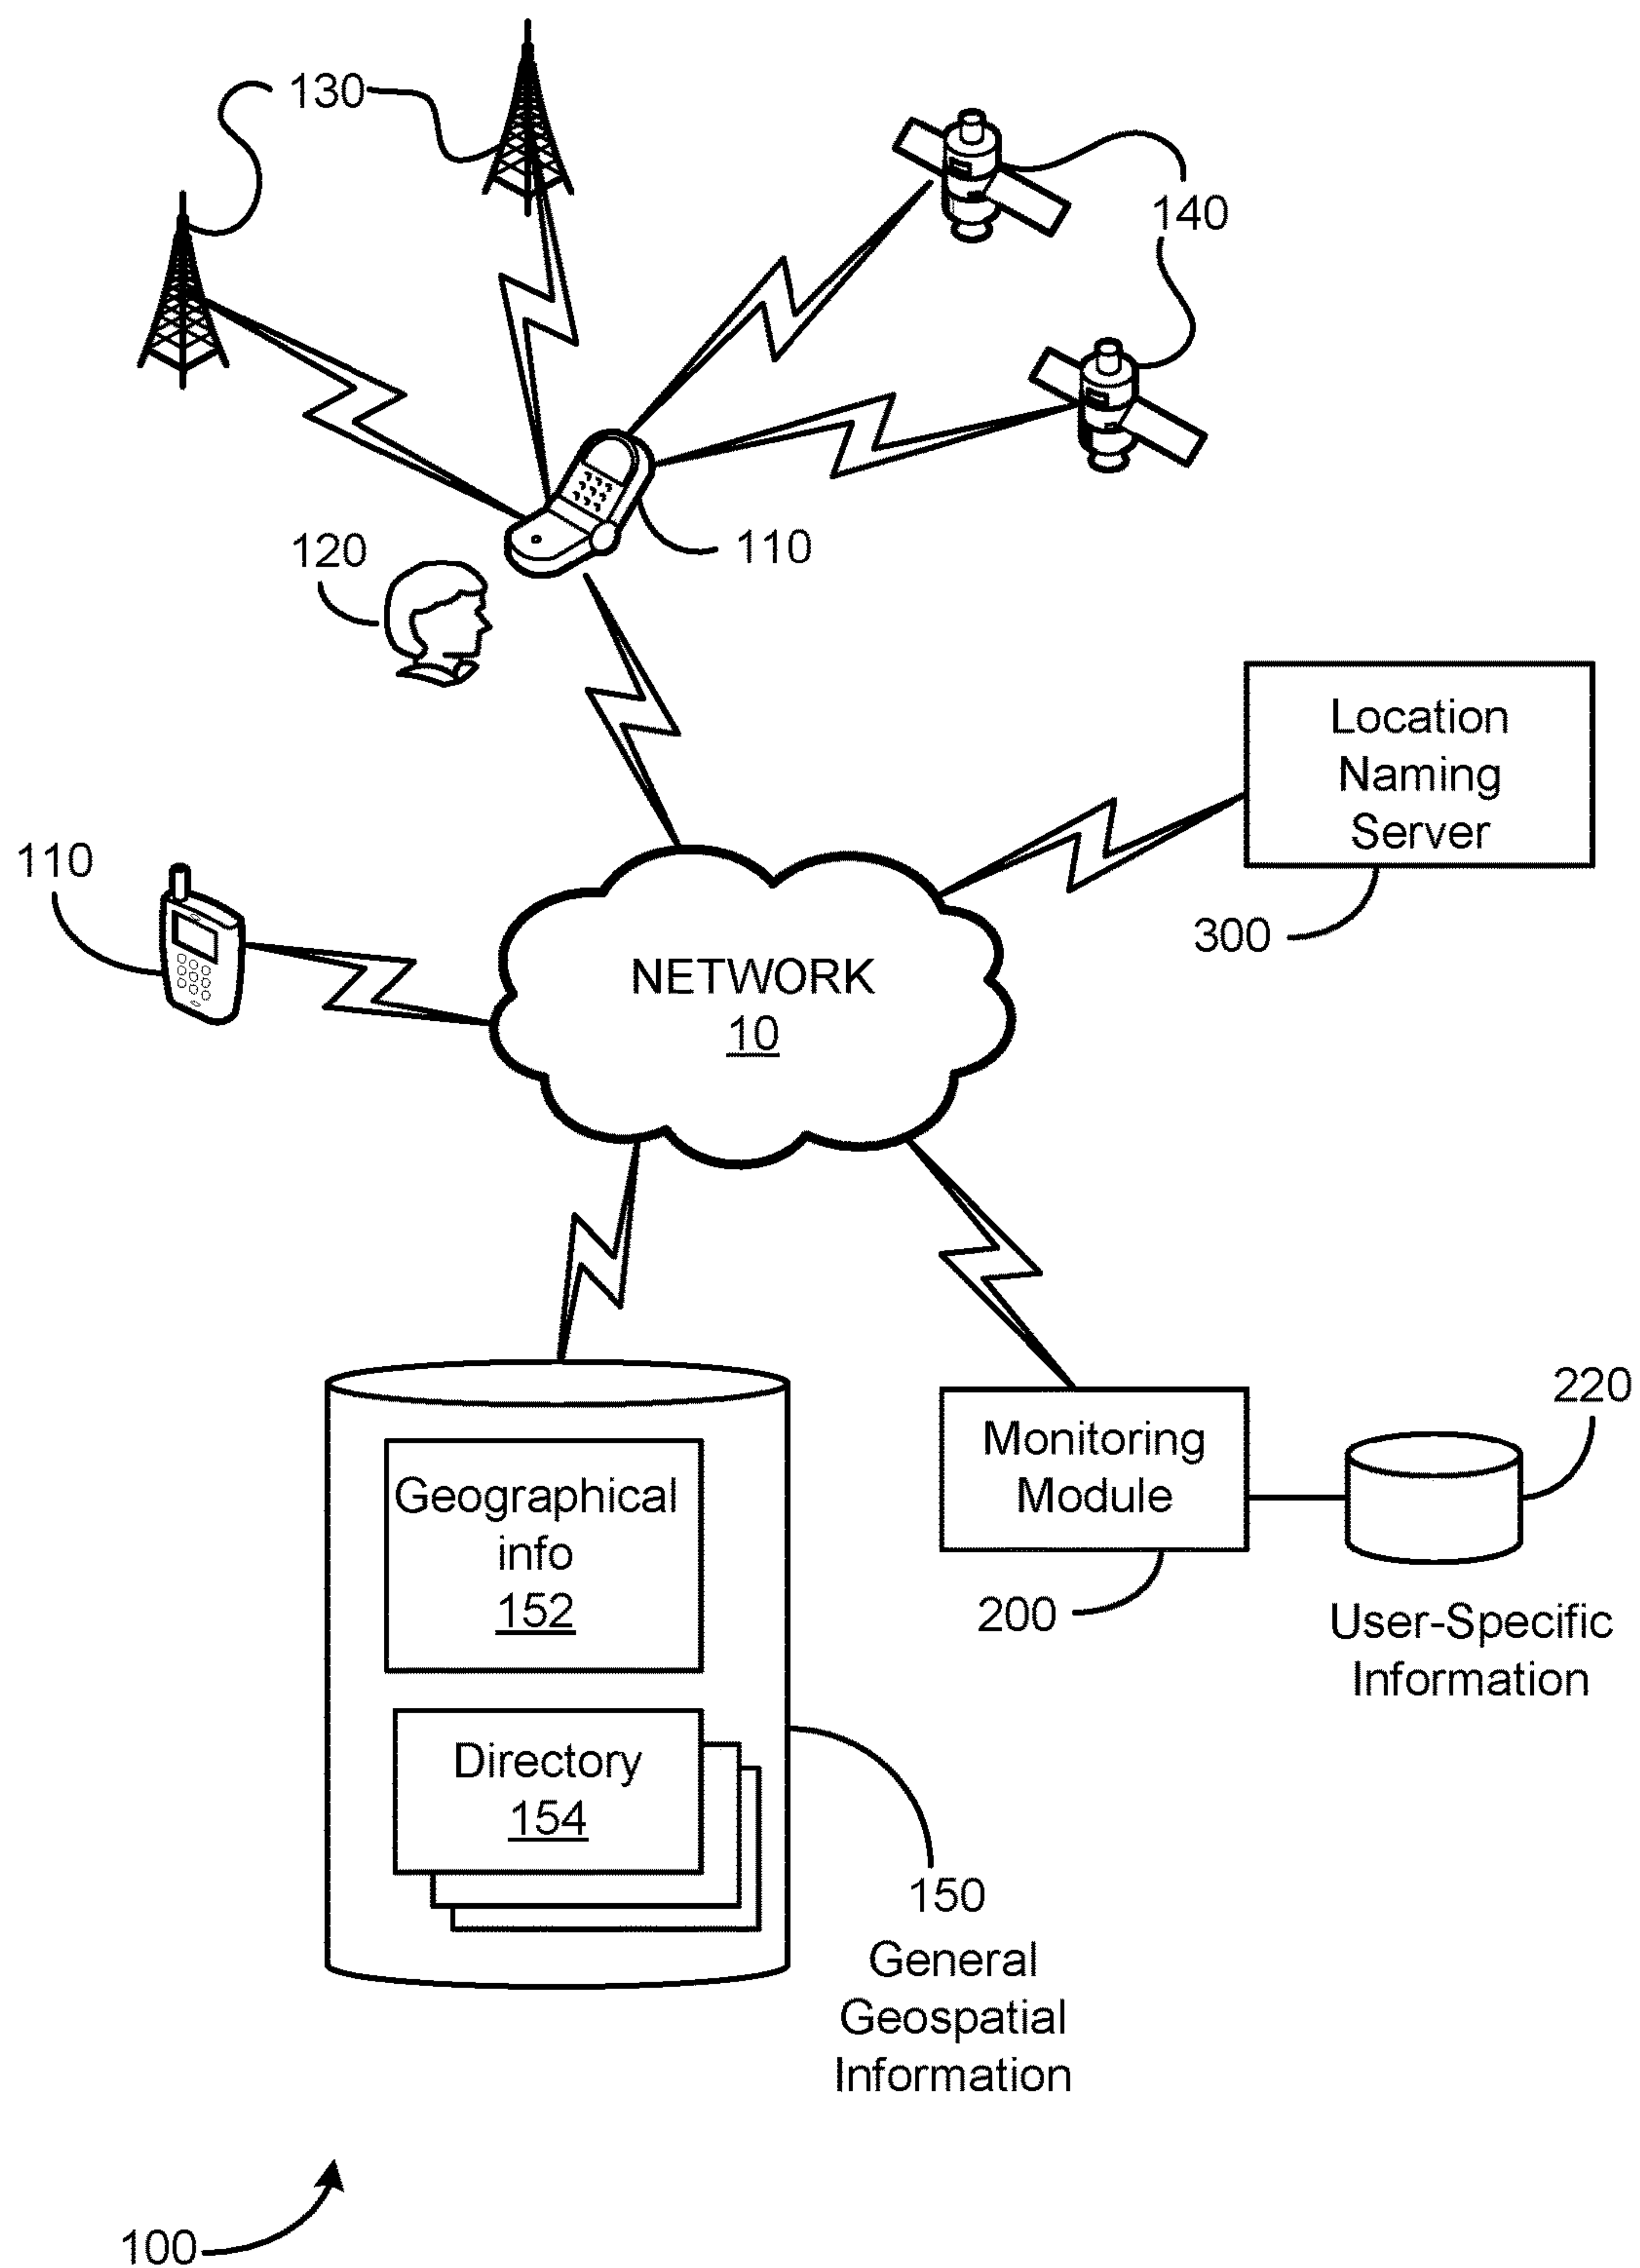 130
140
120
110
Location
Naming
Server
110
300
NETWORK
10
220
Monitoring
Module
Geographical
info
152
200
User-Specific
Information
Directory
154
150
General
Geospatial
Information
100